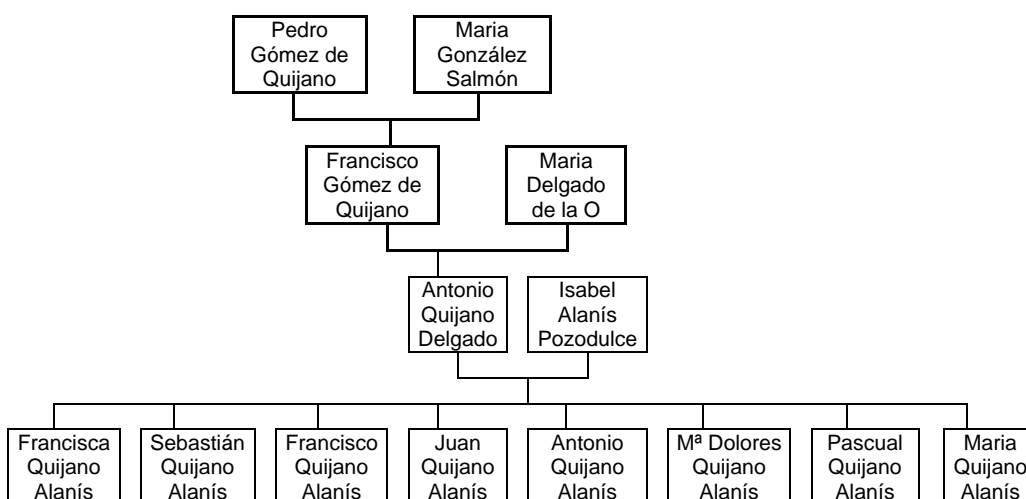 Pedro
Gómez de
Quijano
Maria
González
Salmón
Francisco
Gómez de
Quijano
Maria
Delgado
de la O
Antonio
Quijano
Delgado
Isabel
Alanís
Pozodulce
Francisca
Quijano
Alanís
Sebastián
Quijano
Alanís
Francisco
Quijano
Alanís
Juan
Quijano
Alanís
Antonio
Quijano
Alanís
Mª Dolores
Quijano
Alanís
Pascual
Quijano
Alanís
Maria
Quijano
Alanís